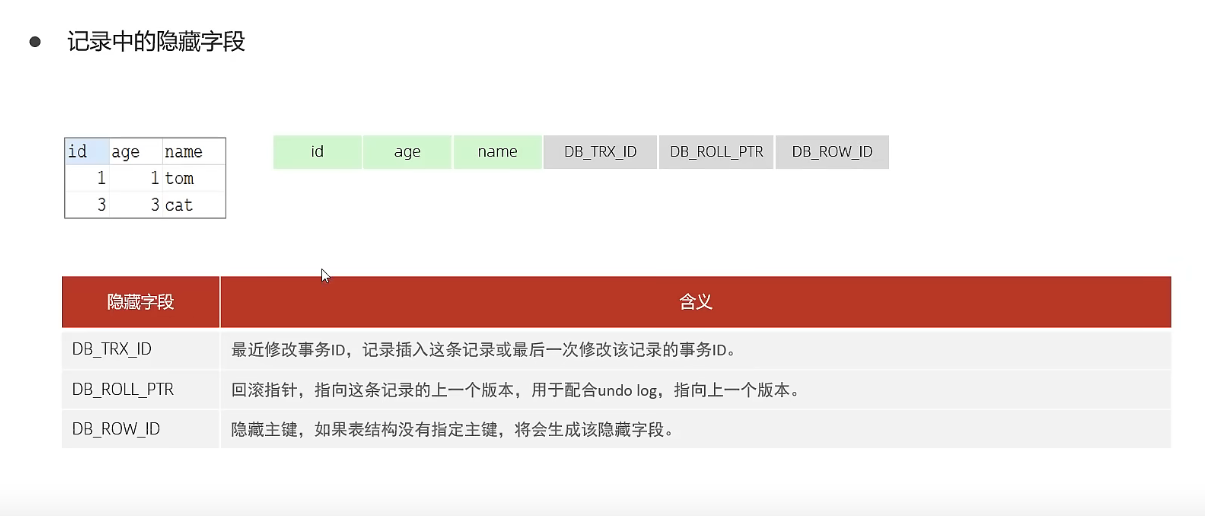 ● 记录中的隐藏字段
id age name id age name DB_TRX_ID DB_ROLL_PTR DB_ROW_ID
1 1 tom
3 3 cat
隐藏字段 含义
DB_TRX_ID 最近修改事务ID，记录插入这条记录或最后一次修改该记录的事务ID。
DB_ROLL_PTR 回滚指针，指向这条记录的上一个版本，用于配合undo log，指向上一个版本。
DB_ROW_ID 隐藏主键，如果表结构没有指定主键，将会生成该隐藏字段。